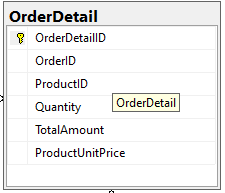 OrderDetail
OrderDetailID
OrderID
ProductID
Quantity
OrderDetail
TotalAmount
ProductUnitPrice